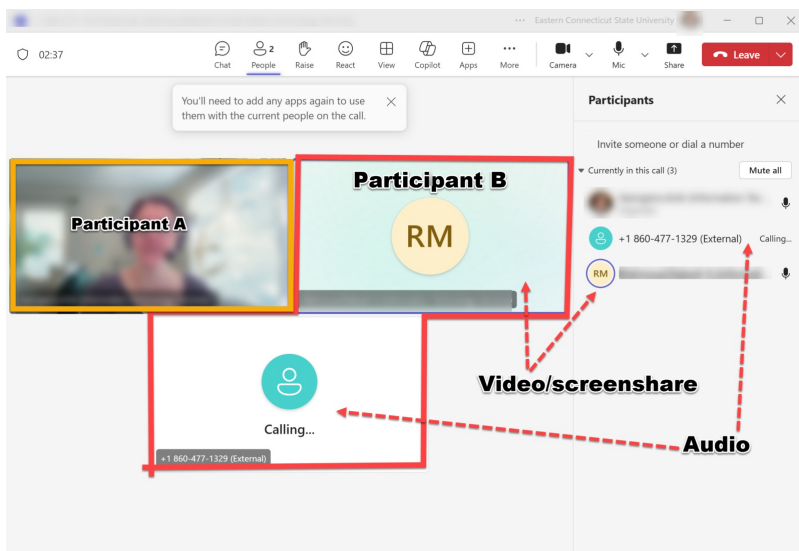 Eastern Connecticut State University
02:37
Chat
2
People
Raise
React
View
Copilot
Apps
More
Camera
Mic
Share
Leave
You'll need to add any apps again to use
them with the current people on the call.
Participants
Invite someone or dial a number
Currently in this call (3)
Mute all
+1 860-477-1329 (External)
Calling...
RM
Participant A
Participant B
RM
Calling...
+1 860-477-1329 (External)
Video/screenshare
Audio